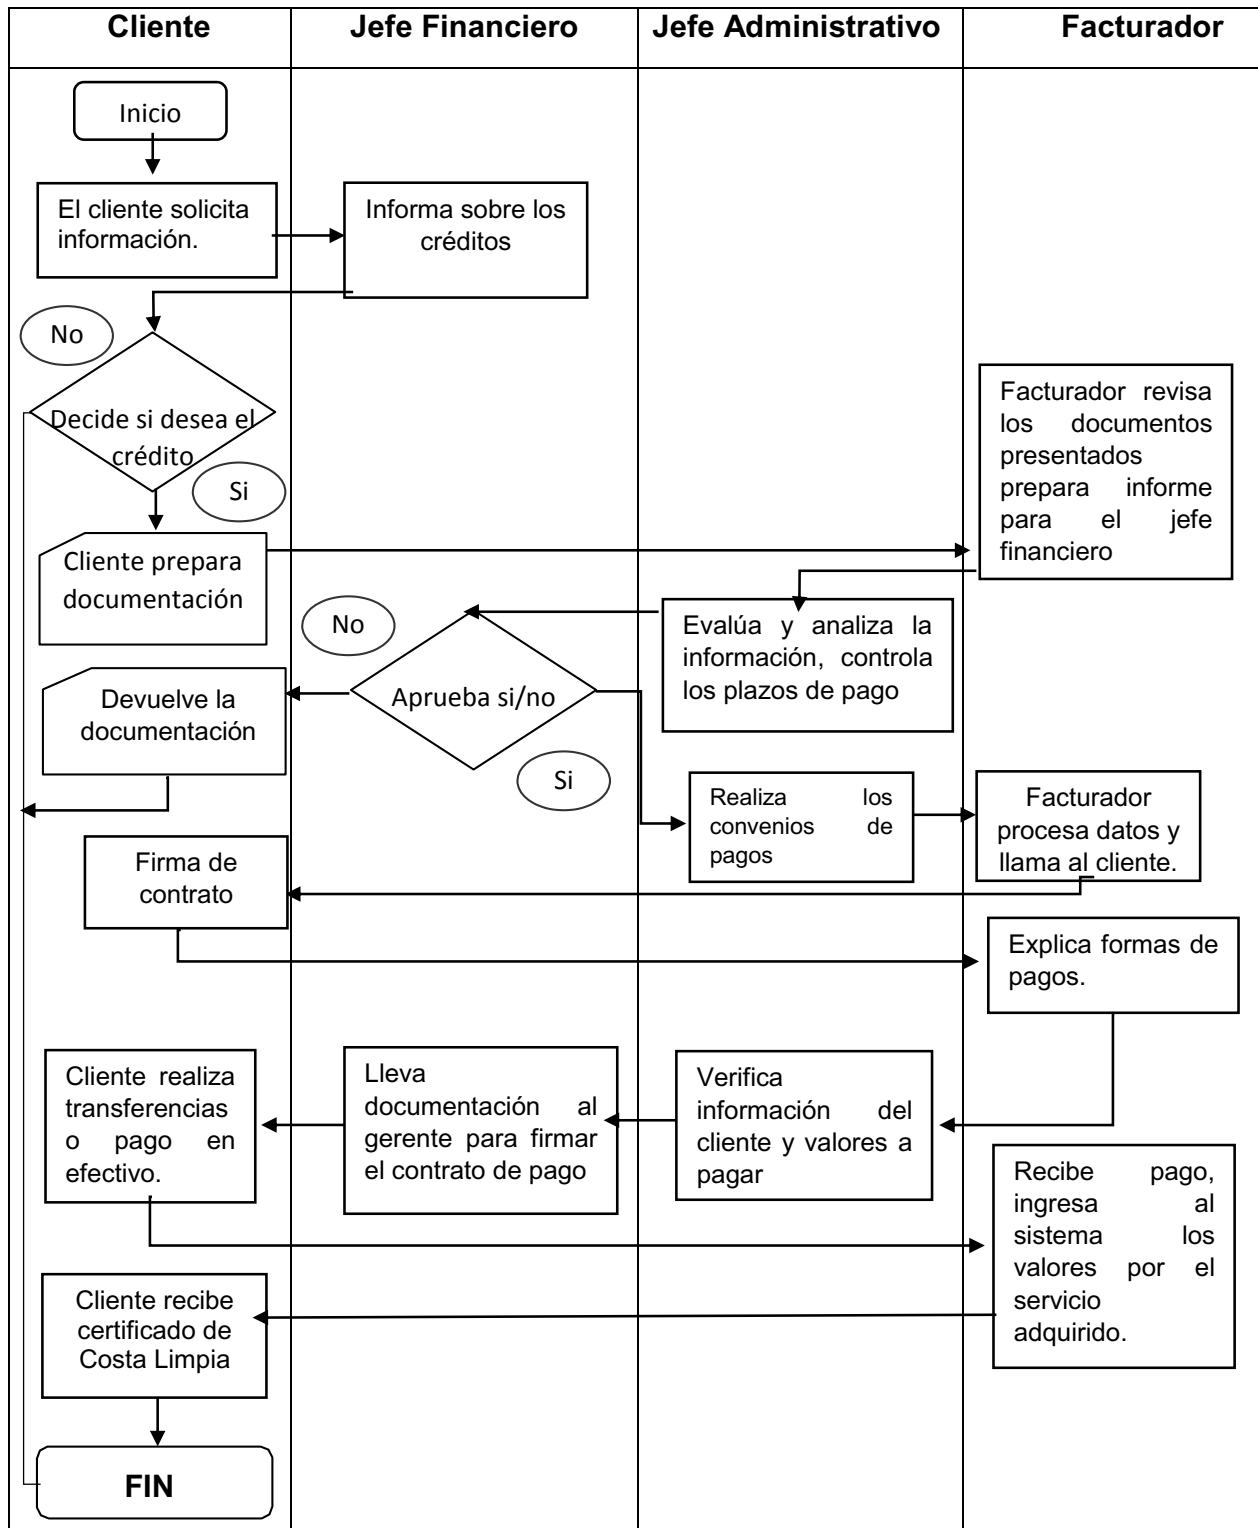 Cliente
Jefe Financiero
Jefe Administrativo
Facturador
Inicio
El cliente solicita
información.
Informa sobre los
créditos
No
Decide si desea el
crédito
Si
Facturador revisa
los documentos
presentados
prepara informe
para el jefe
financiero
Cliente prepara
documentación
No
Evalúa y analiza la
información, controla
los plazos de pago
Aprueba si/no
Devuelve la
documentación
Si
Realiza los
convenios de
pagos
Facturador
procesa datos y
llama al cliente.
Firma de
contrato
Explica formas de
pagos.
Cliente realiza
transferencias
o pago en
efectivo.
Lleva
documentación al
gerente para firmar
el contrato de pago
Verifica
información del
cliente y valores a
pagar
Recibe pago,
ingresa al
sistema los
valores por el
servicio
adquirido.
Cliente recibe
certificado de
Costa Limpia
FIN